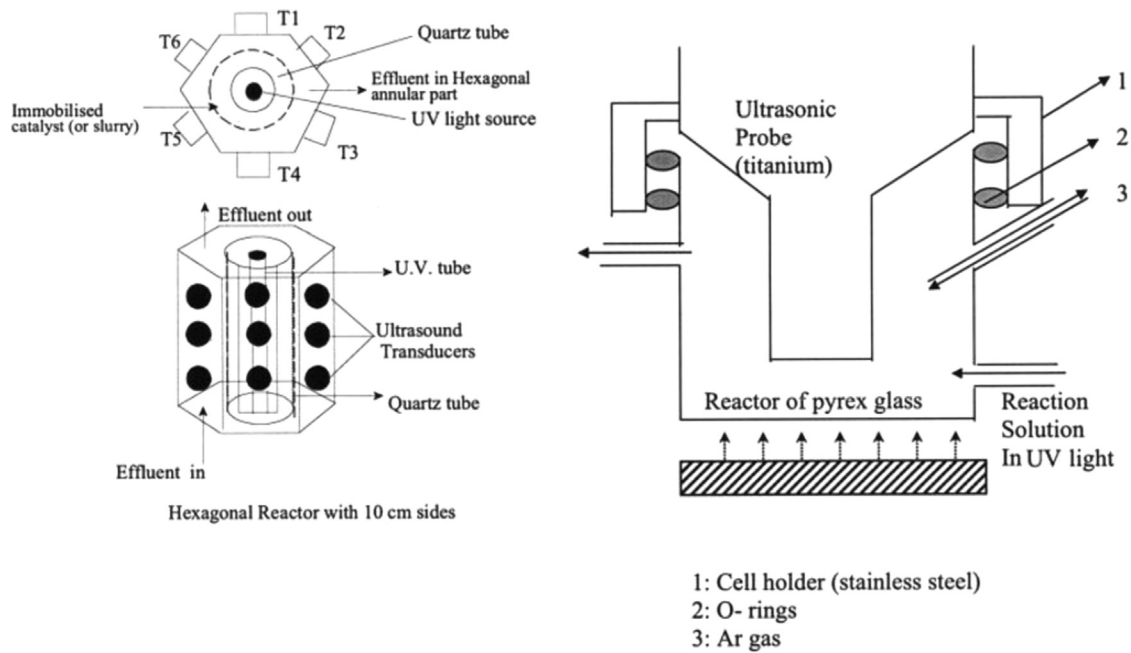 T1
T2
T6
Quartz tube
Effluent in Hexagonal
annular part
Immobilised
catalyst (or slurry)
UV light source
T5
T3
T4
Effluent out
U.V. tube
Ultrasound
Transducers
Quartz tube
Effluent in
Hexagonal Reactor with 10 cm sides
Ultrasonic
Probe
(titanium)
1
2
3
Reactor of pyrex glass
Reaction
Solution
In UV light
1: Cell holder (stainless steel)
2: O- rings
3: Ar gas